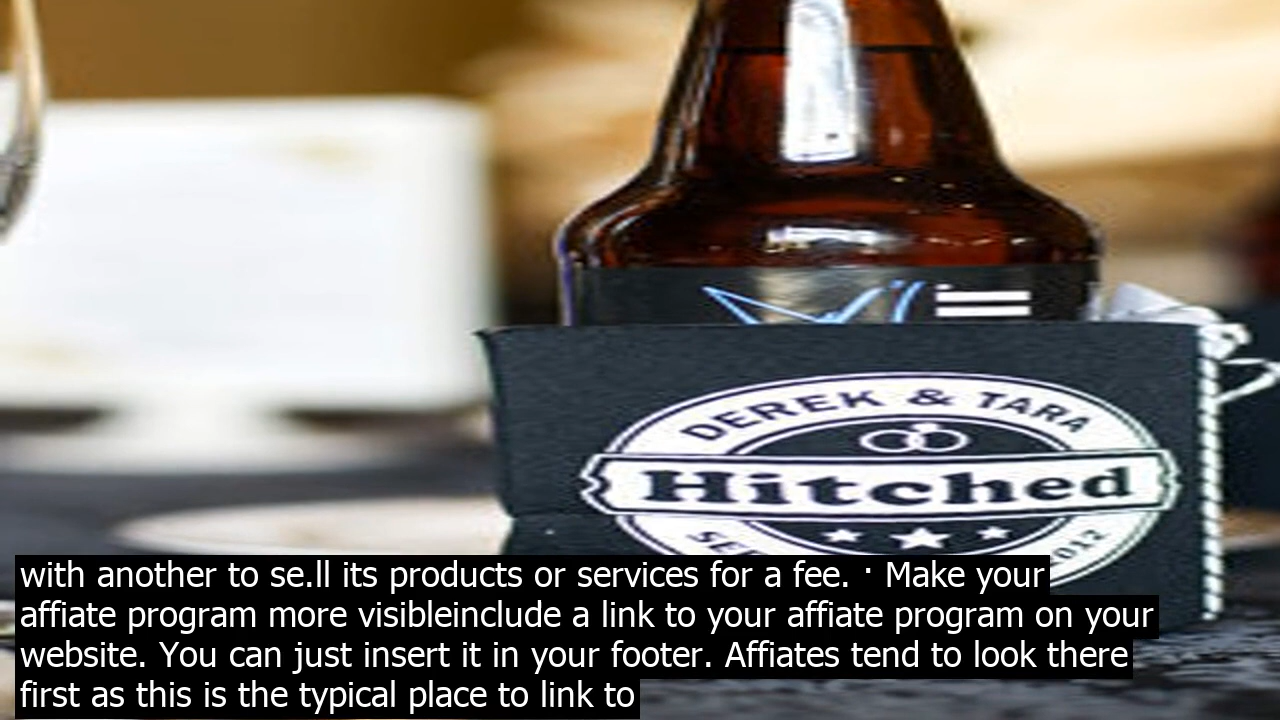 DEREK & TARA
Hitched
2012
with another to se.ll its products or services for a fee. · Make your
affiate program more visibleinclude a link to your affiate program on your
website. You can just insert it in your footer. Affiates tend to look there
first as this is the typical place to link to